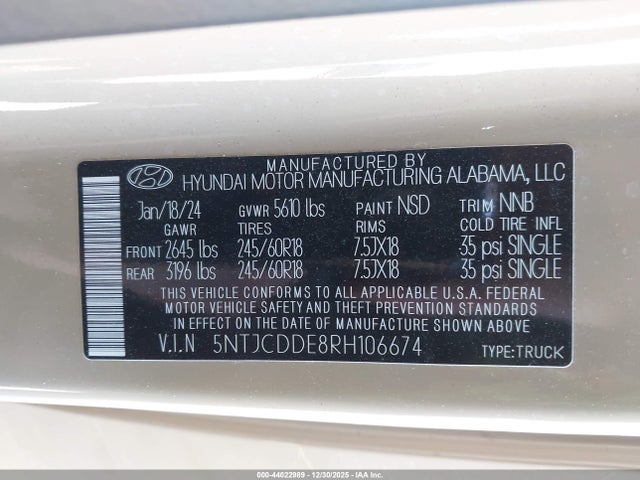 MANUFACTURED BY
HYUNDAI MOTOR MANUFACTURING ALABAMA, LLC
Jan/18/24 GVWR 5610 lbs PAINT NSD TRIM NNB
GAWR TIRES RIMS COLD TIRE INFL
FRONT 2645 lbs 245/60R18 7.5JX18 35 psi SINGLE
REAR 3196 lbs 245/60R18 7.5JX18 35 psi SINGLE
THIS VEHICLE CONFORMS TO ALL APPLICABLE U.S.A. FEDERAL
MOTOR VEHICLE SAFETY AND THEFT PREVENTION STANDARDS
IN EFFECT ON THE DATE OF MANUFACTURE SHOWN ABOVE
V.I.N 5NTJCDDE8RH106674 TYPE:TRUCK
000-44022989 - 12/30/2025 - IAA Inc.